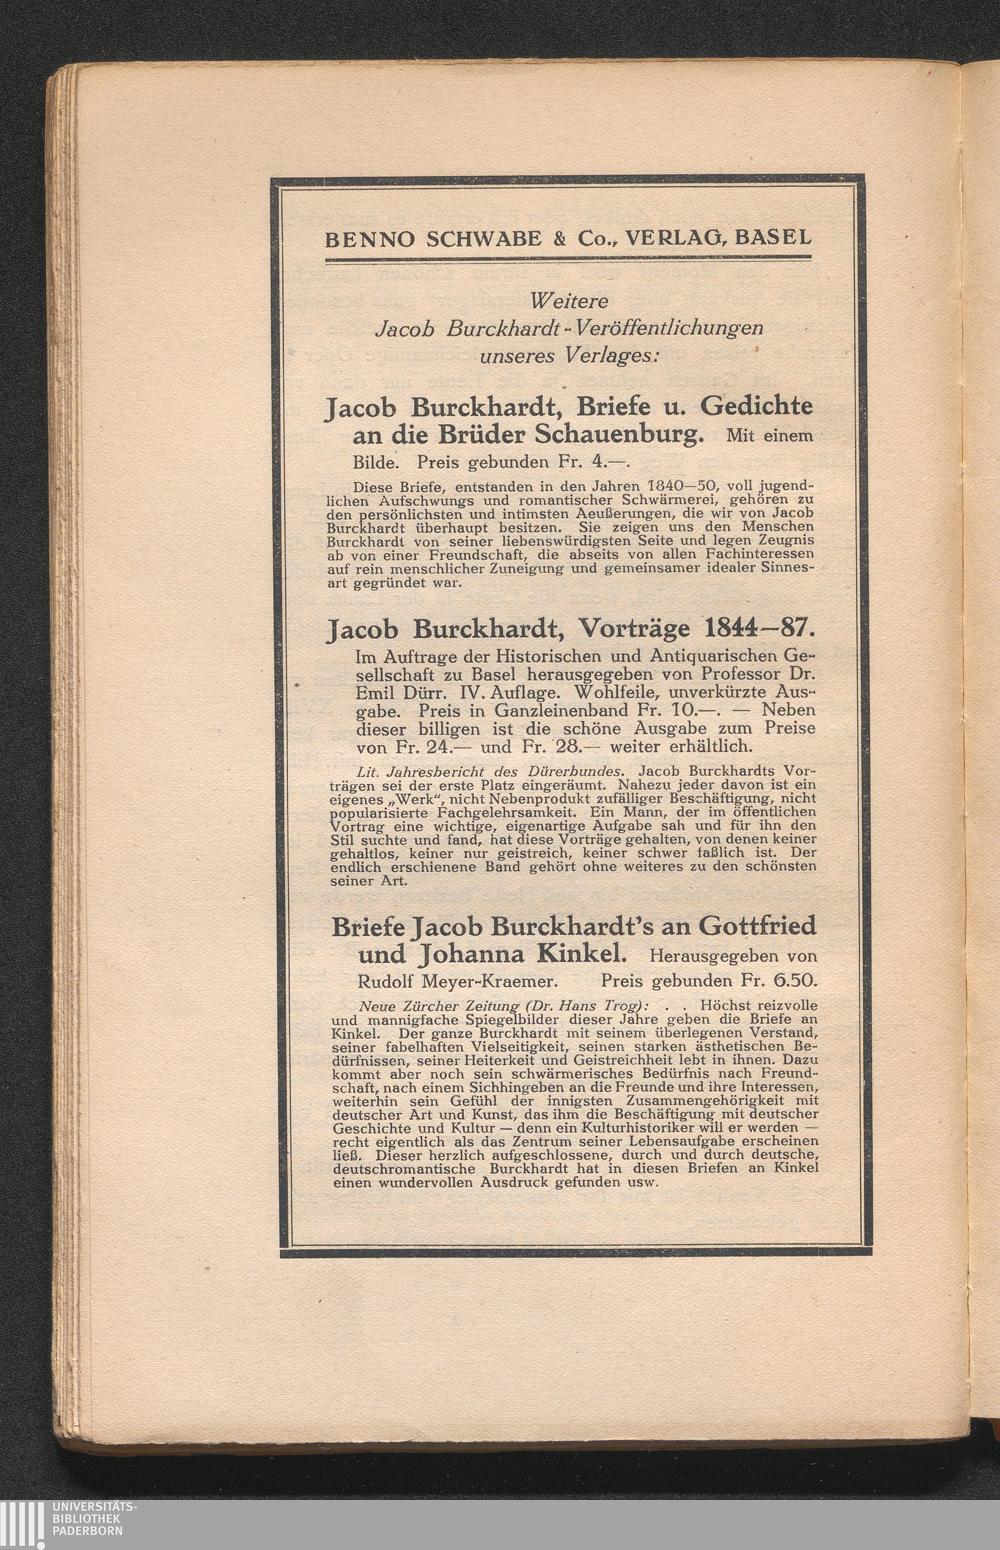 BENNO SCHWABE & Co., VERLAG, BASEL
Weitere
Jacob Burckhardt-Veröffentlichungen
unseres Verlages:
Jacob Burckhardt, Briefe u. Gedichte
an die Brüder Schauenburg. Mit einem
Bilde. Preis gebunden Fr. 4.—.
Diese Briefe, entstanden in den Jahren 1840—50, voll jugend-
lichen Aufschwungs und romantischer Schwärmerei, gehören zu
den persönlichsten und intimsten Aeußerungen, die wir von Jacob
Burckhardt überhaupt besitzen. Sie zeigen uns den Menschen
Burckhardt von seiner liebenswürdigsten Seite und legen Zeugnis
ab von einer Freundschaft, die abseits von allen Fachinteressen
auf rein menschlicher Zuneigung und gemeinsamer idealer Sinnes-
art gegründet war.
Jacob Burckhardt, Vorträge 1844—87.
Im Auftrage der Historischen und Antiquarischen Ge-
sellschaft zu Basel herausgegeben von Professor Dr.
Emil Dürr. IV. Auflage. Wohlfeile, unverkürzte Aus-
gabe. Preis in Ganzleinenband Fr. 10.—. — Neben
dieser billigen ist die schöne Ausgabe zum Preise
von Fr. 24.— und Fr. 28.— weiter erhältlich.
Lit. Jahresbericht des Dürerbundes. Jacob Burckhardts Vor-
trägen sei der erste Platz eingeräumt. Nahezu jeder davon ist ein
eigenes „Werk“, nicht Nebenprodukt zufälliger Beschäftigung, nicht
popularisierte Fachgelehrsamkeit. Ein Mann, der im öffentlichen
Vortrag eine wichtige, eigenartige Aufgabe sah und für ihn den
Stil suchte und fand, hat diese Vorträge gehalten, von denen keiner
gehaltlos, keiner nur geistreich, keiner schwer faßlich ist. Der
endlich erschienene Band gehört ohne weiteres zu den schönsten
seiner Art.
Briefe Jacob Burckhardt's an Gottfried
und Johanna Kinkel. Herausgegeben von
Rudolf Meyer-Kraemer. Preis gebunden Fr. 6.50.
Neue Zürcher Zeitung (Dr. Hans Trog): . . Höchst reizvolle
und mannigfache Spiegelbilder dieser Jahre geben die Briefe an
Kinkel. Der ganze Burckhardt mit seinem überlegenen Verstand,
seiner fabelhaften Vielseitigkeit, seinen starken ästhetischen Be-
dürfnissen, seiner Heiterkeit und Geistreichheit lebt in ihnen. Dazu
kommt aber noch sein schwärmerisches Bedürfnis nach Freund-
schaft, nach einem Sichhingeben an die Freunde und ihre Interessen,
weiterhin sein Gefühl der innigsten Zusammengehörigkeit mit
deutscher Art und Kunst, das ihm die Beschäftigung mit deutscher
Geschichte und Kultur — denn ein Kulturhistoriker will er werden —
recht eigentlich als das Zentrum seiner Lebensaufgabe erscheinen
ließ. Dieser herzlich aufgeschlossene, durch und durch deutsche,
deutschromantische Burckhardt hat in diesen Briefen an Kinkel
einen wundervollen Ausdruck gefunden usw.
UNIVERSITÄTS-
BIBLIOTHEK
PADERBORN